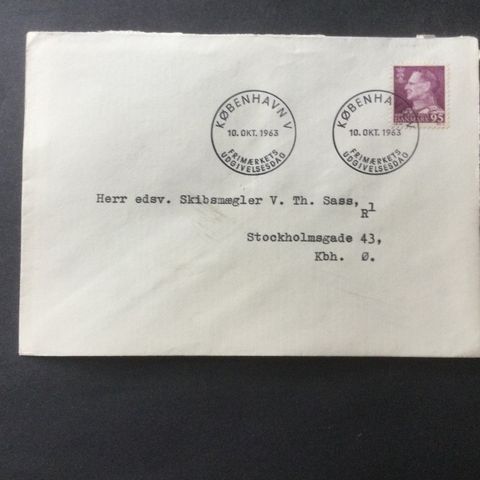 KØBENHAVN V
10. OKT. 1963
FRIMÆRKETS
UDGIVELSESDAG
KØBENHAVN
10. OKT. 1963
FRIMÆRKETS
UDGIVELSESDAG
DANMARK 95
Herr edsv. Skibsmægler V. Th. Sass, R1
Stockholmsgade 43,
Kbh. Ø.